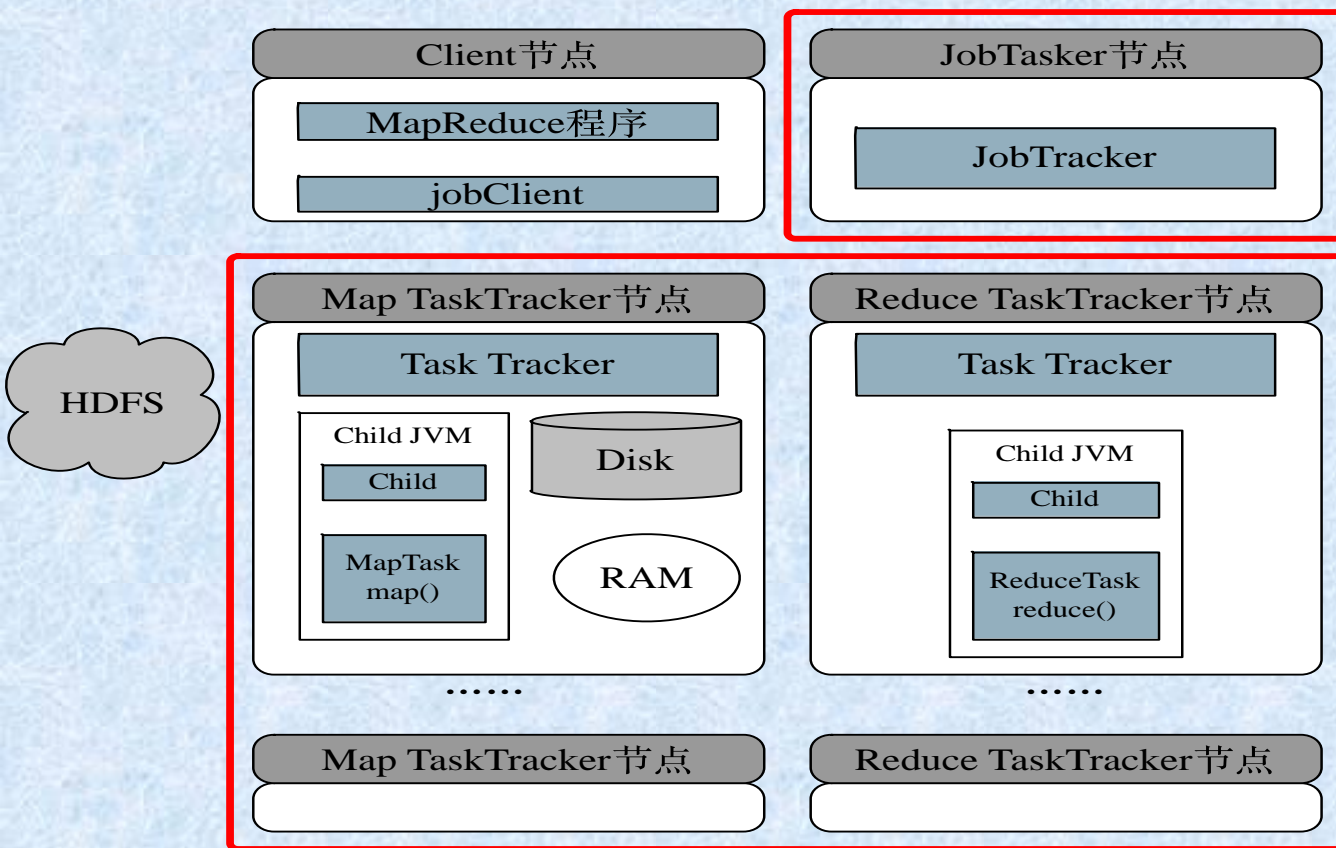 Client节点
MapReduce程序
jobClient
JobTasker节点
JobTracker
HDFS
Map TaskTracker节点
Task Tracker
Child JVM
Child
MapTask
map()
Disk
RAM
……
Map TaskTracker节点
Reduce TaskTracker节点
Task Tracker
Child JVM
Child
ReduceTask
reduce()
……
Reduce TaskTracker节点